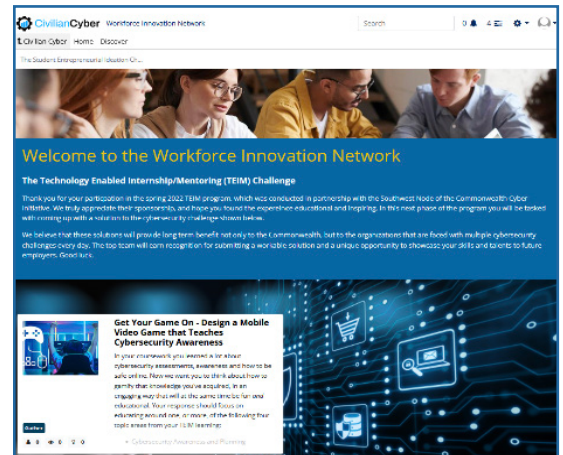 CivilianCyber Workforce Innovation Network Search 0 4
Civilian Cyber Home Discover
The Student Entrepreneurial Ideation Ch...
Welcome to the Workforce Innovation Network
The Technology Enabled Internship/Mentoring (TEIM) Challenge
Thank you for your participation in the spring 2022 TEIM program, which was conducted in partnership with the Southwest Node of the Commonwealth Cyber
Initiative. We truly appreciate their sponsorship, and hope you found the experience educational and inspiring. In this next phase of the program you will be tasked
with coming up with a solution to the cybersecurity challenge shown below.
We believe that these solutions will provide long term benefit not only to the Commonwealth, but to the organizations that are faced with multiple cybersecurity
challenges every day. The top team will earn recognition for submitting a workable solution and a unique opportunity to showcase your skills and talents to future
employers. Good luck.
Get Your Game On - Design a Mobile
Video Game that Teaches
Cybersecurity Awareness
In your coursework you learned a lot about
cybersecurity assessments, awareness and how to be
safe online. Now we want you to think about how to
gamify that knowledge you've acquired, in an
engaging way that will at the same time be fun and
educational. Your response should focus on
educating around one, or more, of the following four
topic areas from your TEIM learning:
• Cybersecurity Awareness and Planning
0 0 0